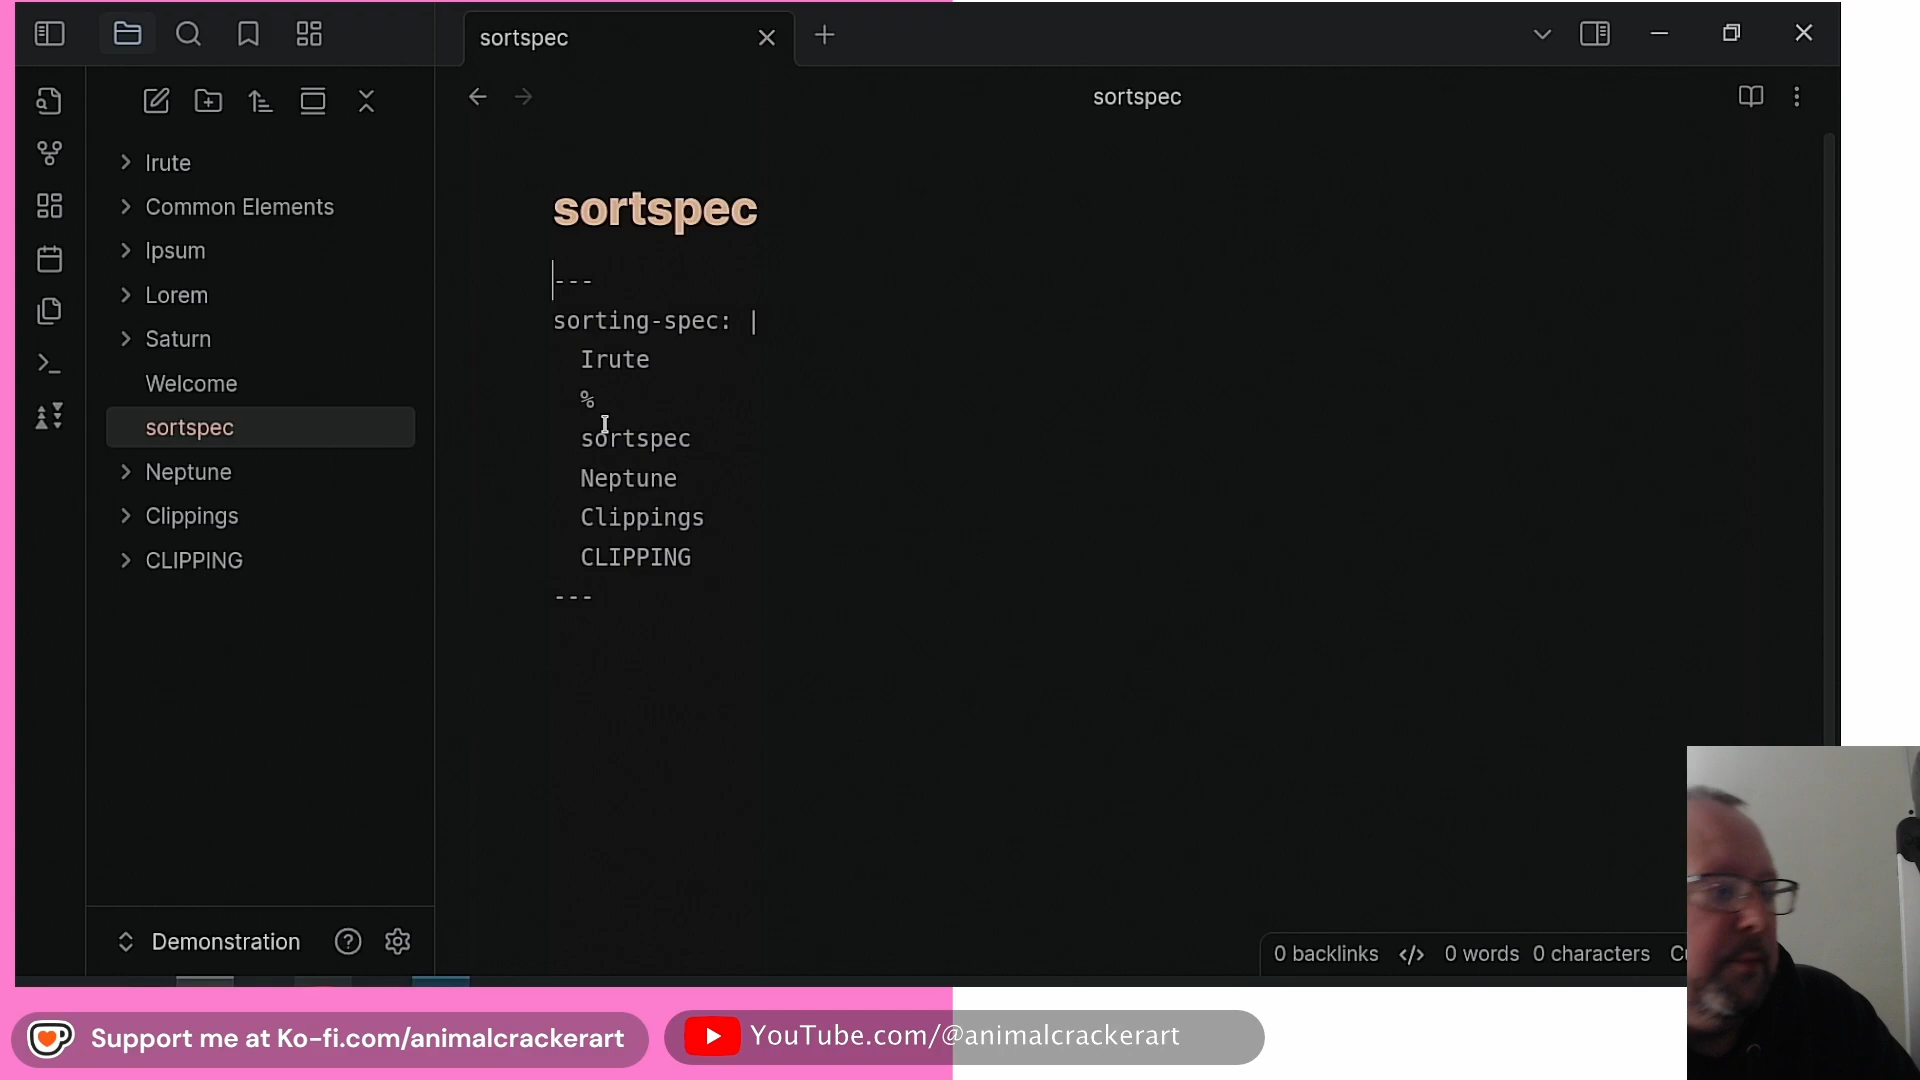 sortspec
sortspec
Irute
Common Elements
Ipsum
Lorem
Saturn
Welcome
sortspec
Neptune
Clippings
CLIPPING
sortspec
---
sorting-spec: |
Irute
%
sortspec
Neptune
Clippings
CLIPPING
---
Demonstration
0 backlinks </> 0 words 0 characters
Support me at Ko-fi.com/animalcrackerart
YouTube.com/@animalcrackerart